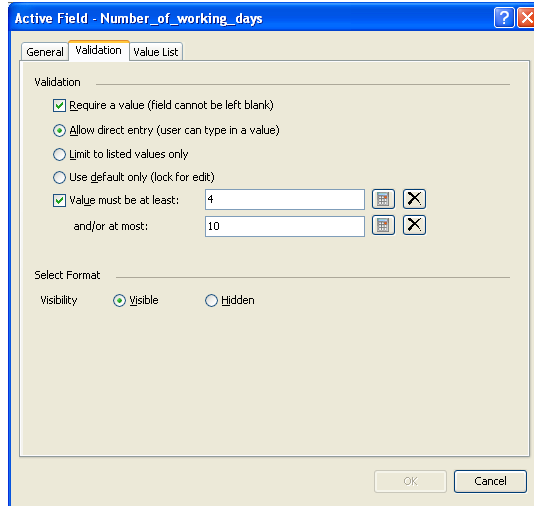 Active Field - Number_of_working_days
General Validation Value List
Validation
Require a value (field cannot be left blank)
Allow direct entry (user can type in a value)
Limit to listed values only
Use default only (lock for edit)
Value must be at least: 4
and/or at most: 10
Select Format
Visibility Visible Hidden
OK Cancel